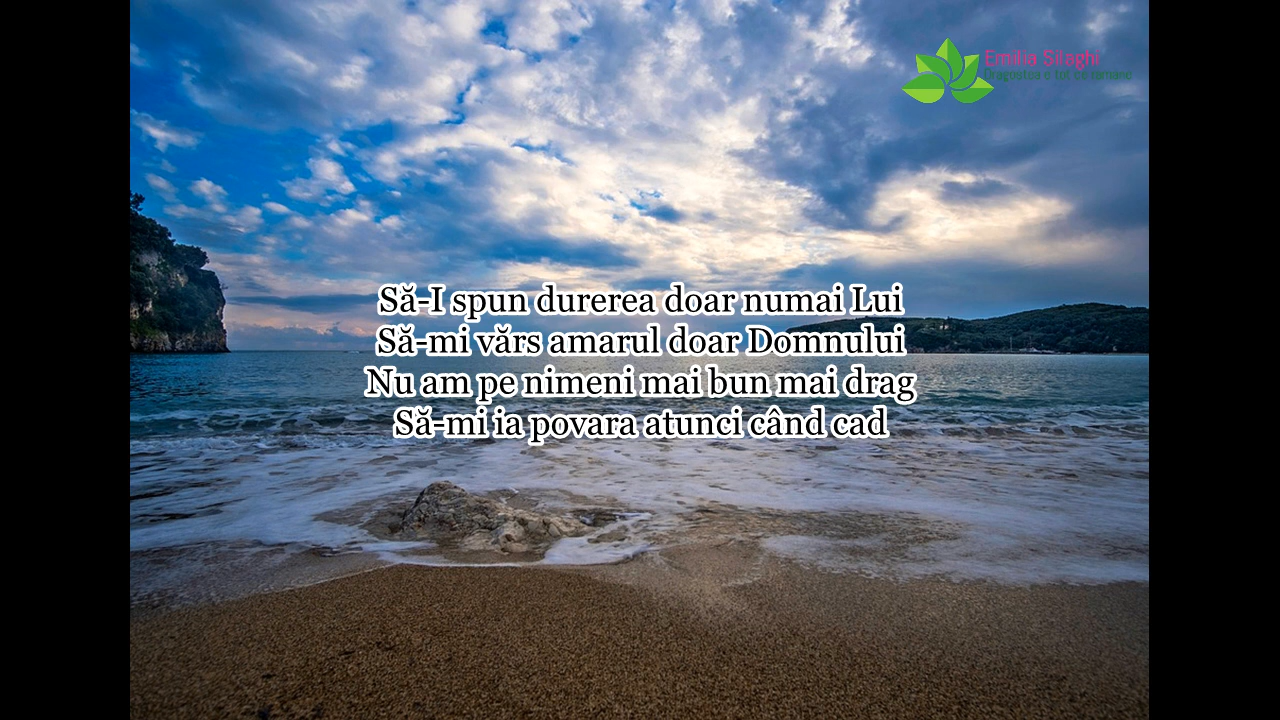 Emilia Silaghi
Dragostea e tot ce rămâne
Să-I spun durerea doar numai Lui
Să-mi vărs amarul doar Domnului
Nu am pe nimeni mai bun mai drag
Să-mi ia povara atunci când cad